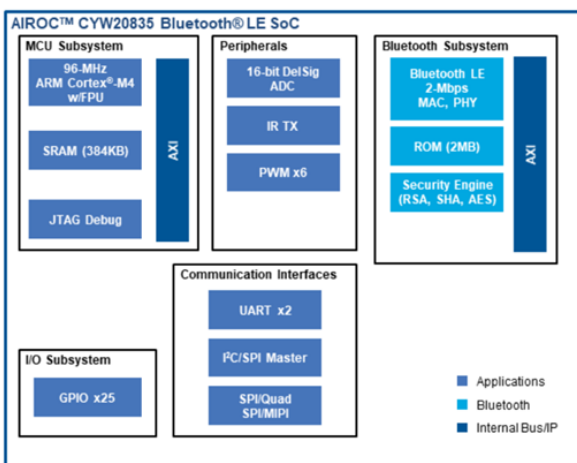 AIROC™ CYW20835 Bluetooth® LE SoC
MCU Subsystem
96-MHz
ARM Cortex®-M4
w/FPU
SRAM (384KB)
JTAG Debug
AXI
Peripherals
16-bit DelSig
ADC
IR TX
PWM x6
Bluetooth Subsystem
Bluetooth LE
2-Mbps
MAC, PHY
ROM (2MB)
Security Engine
(RSA, SHA, AES)
AXI
Communication Interfaces
UART x2
I²C/SPI Master
SPI/Quad
SPI/MIPI
I/O Subsystem
GPIO x25
Applications
Bluetooth
Internal Bus/IP